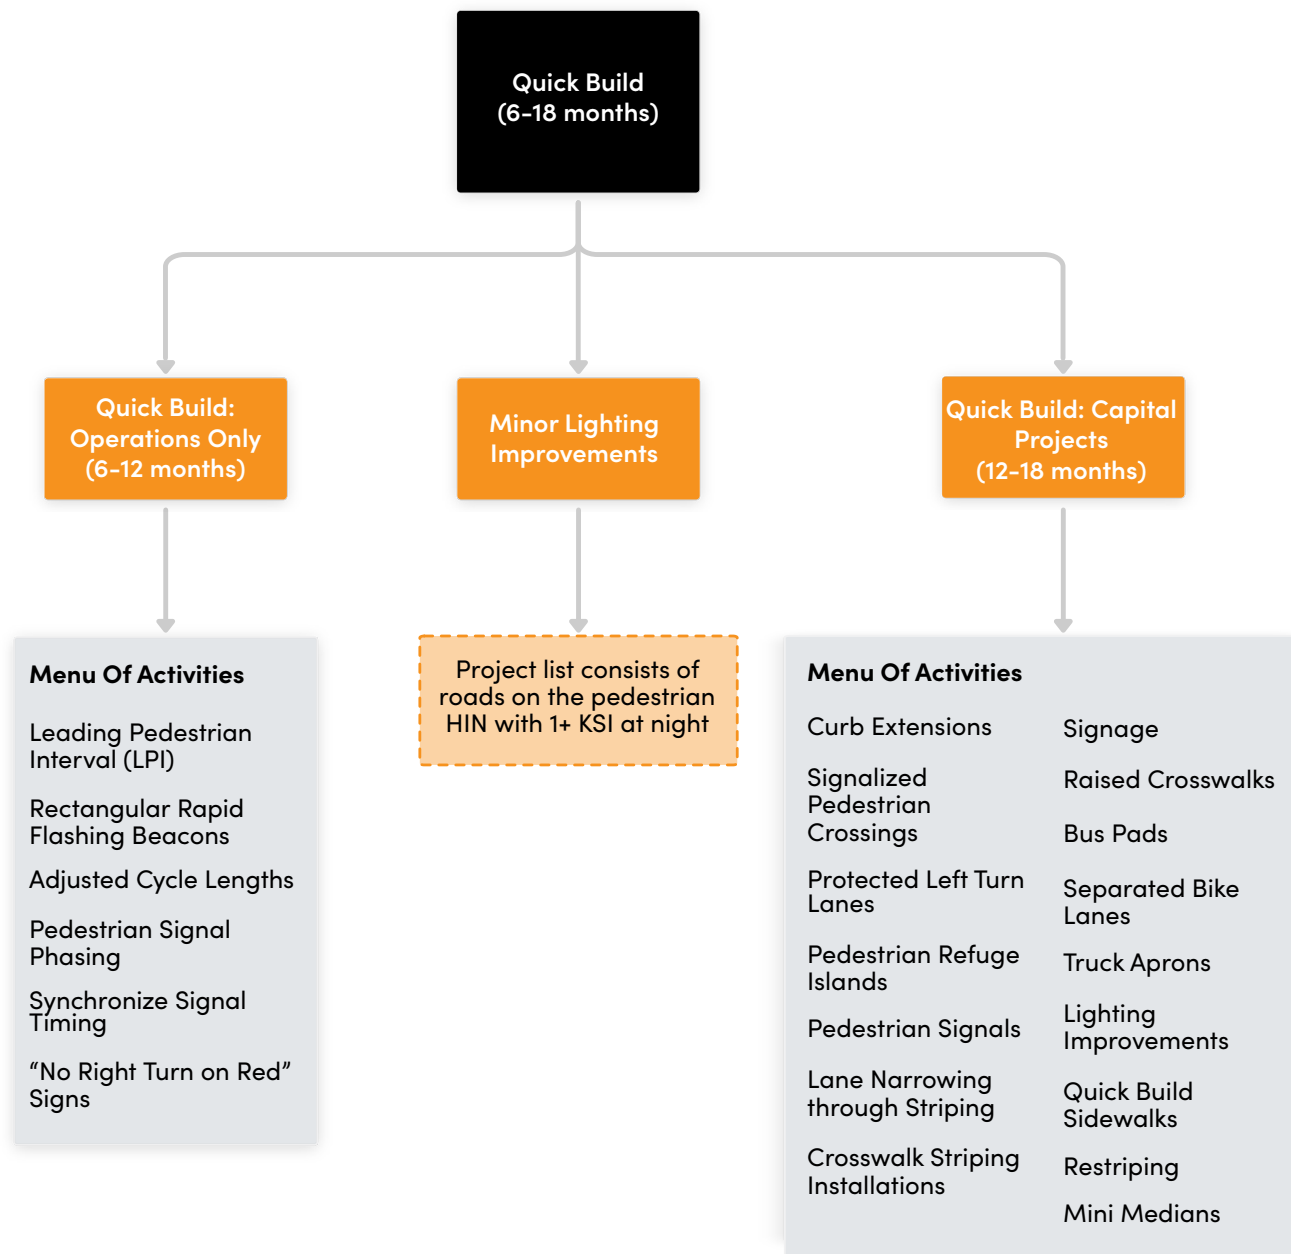 Quick Build
(6-18 months)
Quick Build:
Operations Only
(6-12 months)
Minor Lighting
Improvements
Quick Build: Capital
Projects
(12-18 months)
Menu Of Activities
Leading Pedestrian
Interval (LPI)
Rectangular Rapid
Flashing Beacons
Adjusted Cycle Lengths
Pedestrian Signal
Phasing
Synchronize Signal
Timing
“No Right Turn on Red”
Signs
Project list consists of
roads on the pedestrian
HIN with 1+ KSI at night
Menu Of Activities
Curb Extensions
Signalized
Pedestrian
Crossings
Protected Left Turn
Lanes
Pedestrian Refuge
Islands
Pedestrian Signals
Lane Narrowing
through Striping
Crosswalk Striping
Installations
Signage
Raised Crosswalks
Bus Pads
Separated Bike
Lanes
Truck Aprons
Lighting
Improvements
Quick Build
Sidewalks
Restriping
Mini Medians